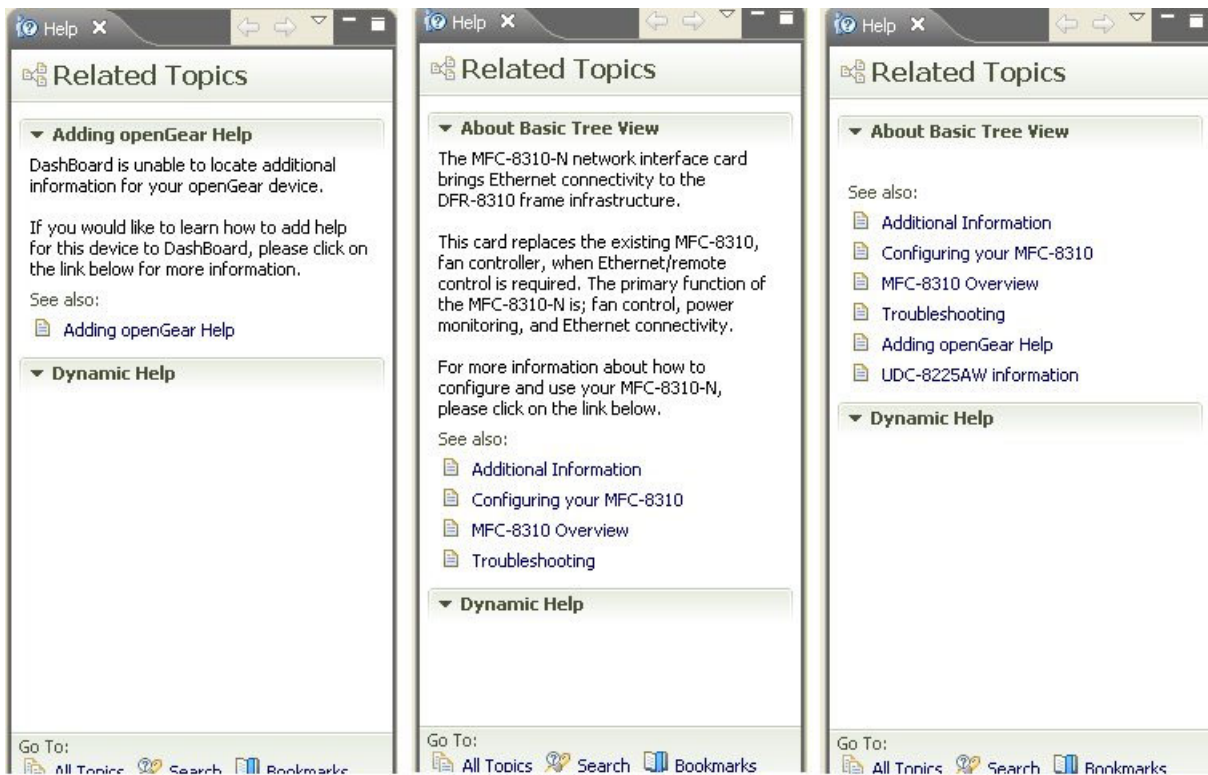 Help
Related Topics
Adding openGear Help
DashBoard is unable to locate additional
information for your openGear device.
If you would like to learn how to add help
for this device to DashBoard, please click on
the link below for more information.
See also:
Adding openGear Help
Dynamic Help
Go To:
All Topics Search Bookmarks
Help
Related Topics
About Basic Tree View
The MFC-8310-N network interface card
brings Ethernet connectivity to the
DFR-8310 frame infrastructure.
This card replaces the existing MFC-8310,
fan controller, when Ethernet/remote
control is required. The primary function of
the MFC-8310-N is; fan control, power
monitoring, and Ethernet connectivity.
For more information about how to
configure and use your MFC-8310-N,
please click on the link below.
See also:
Additional Information
Configuring your MFC-8310
MFC-8310 Overview
Troubleshooting
Dynamic Help
Go To:
All Topics Search Bookmarks
Help
Related Topics
About Basic Tree View
See also:
Additional Information
Configuring your MFC-8310
MFC-8310 Overview
Troubleshooting
Adding openGear Help
UDC-8225AW information
Dynamic Help
Go To:
All Topics Search Bookmarks